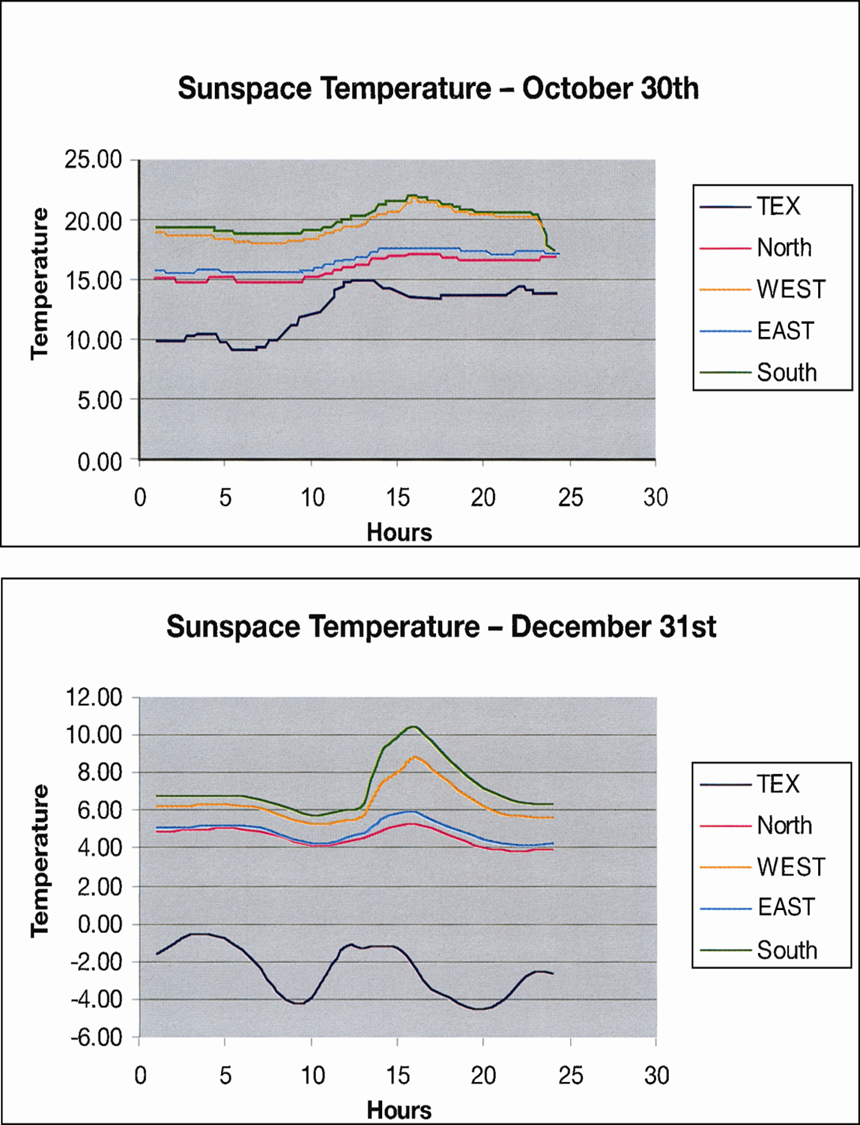 Sunspace Temperature – October 30th
25.00
20.00
15.00
10.00
5.00
0.00
Temperature
0 5 10 15 20 25 30
Hours
TEX
North
WEST
EAST
South
Sunspace Temperature – December 31st
12.00
10.00
8.00
6.00
4.00
2.00
0.00
-2.00
-4.00
-6.00
Temperature
0 5 10 15 20 25 30
Hours
TEX
North
WEST
EAST
South